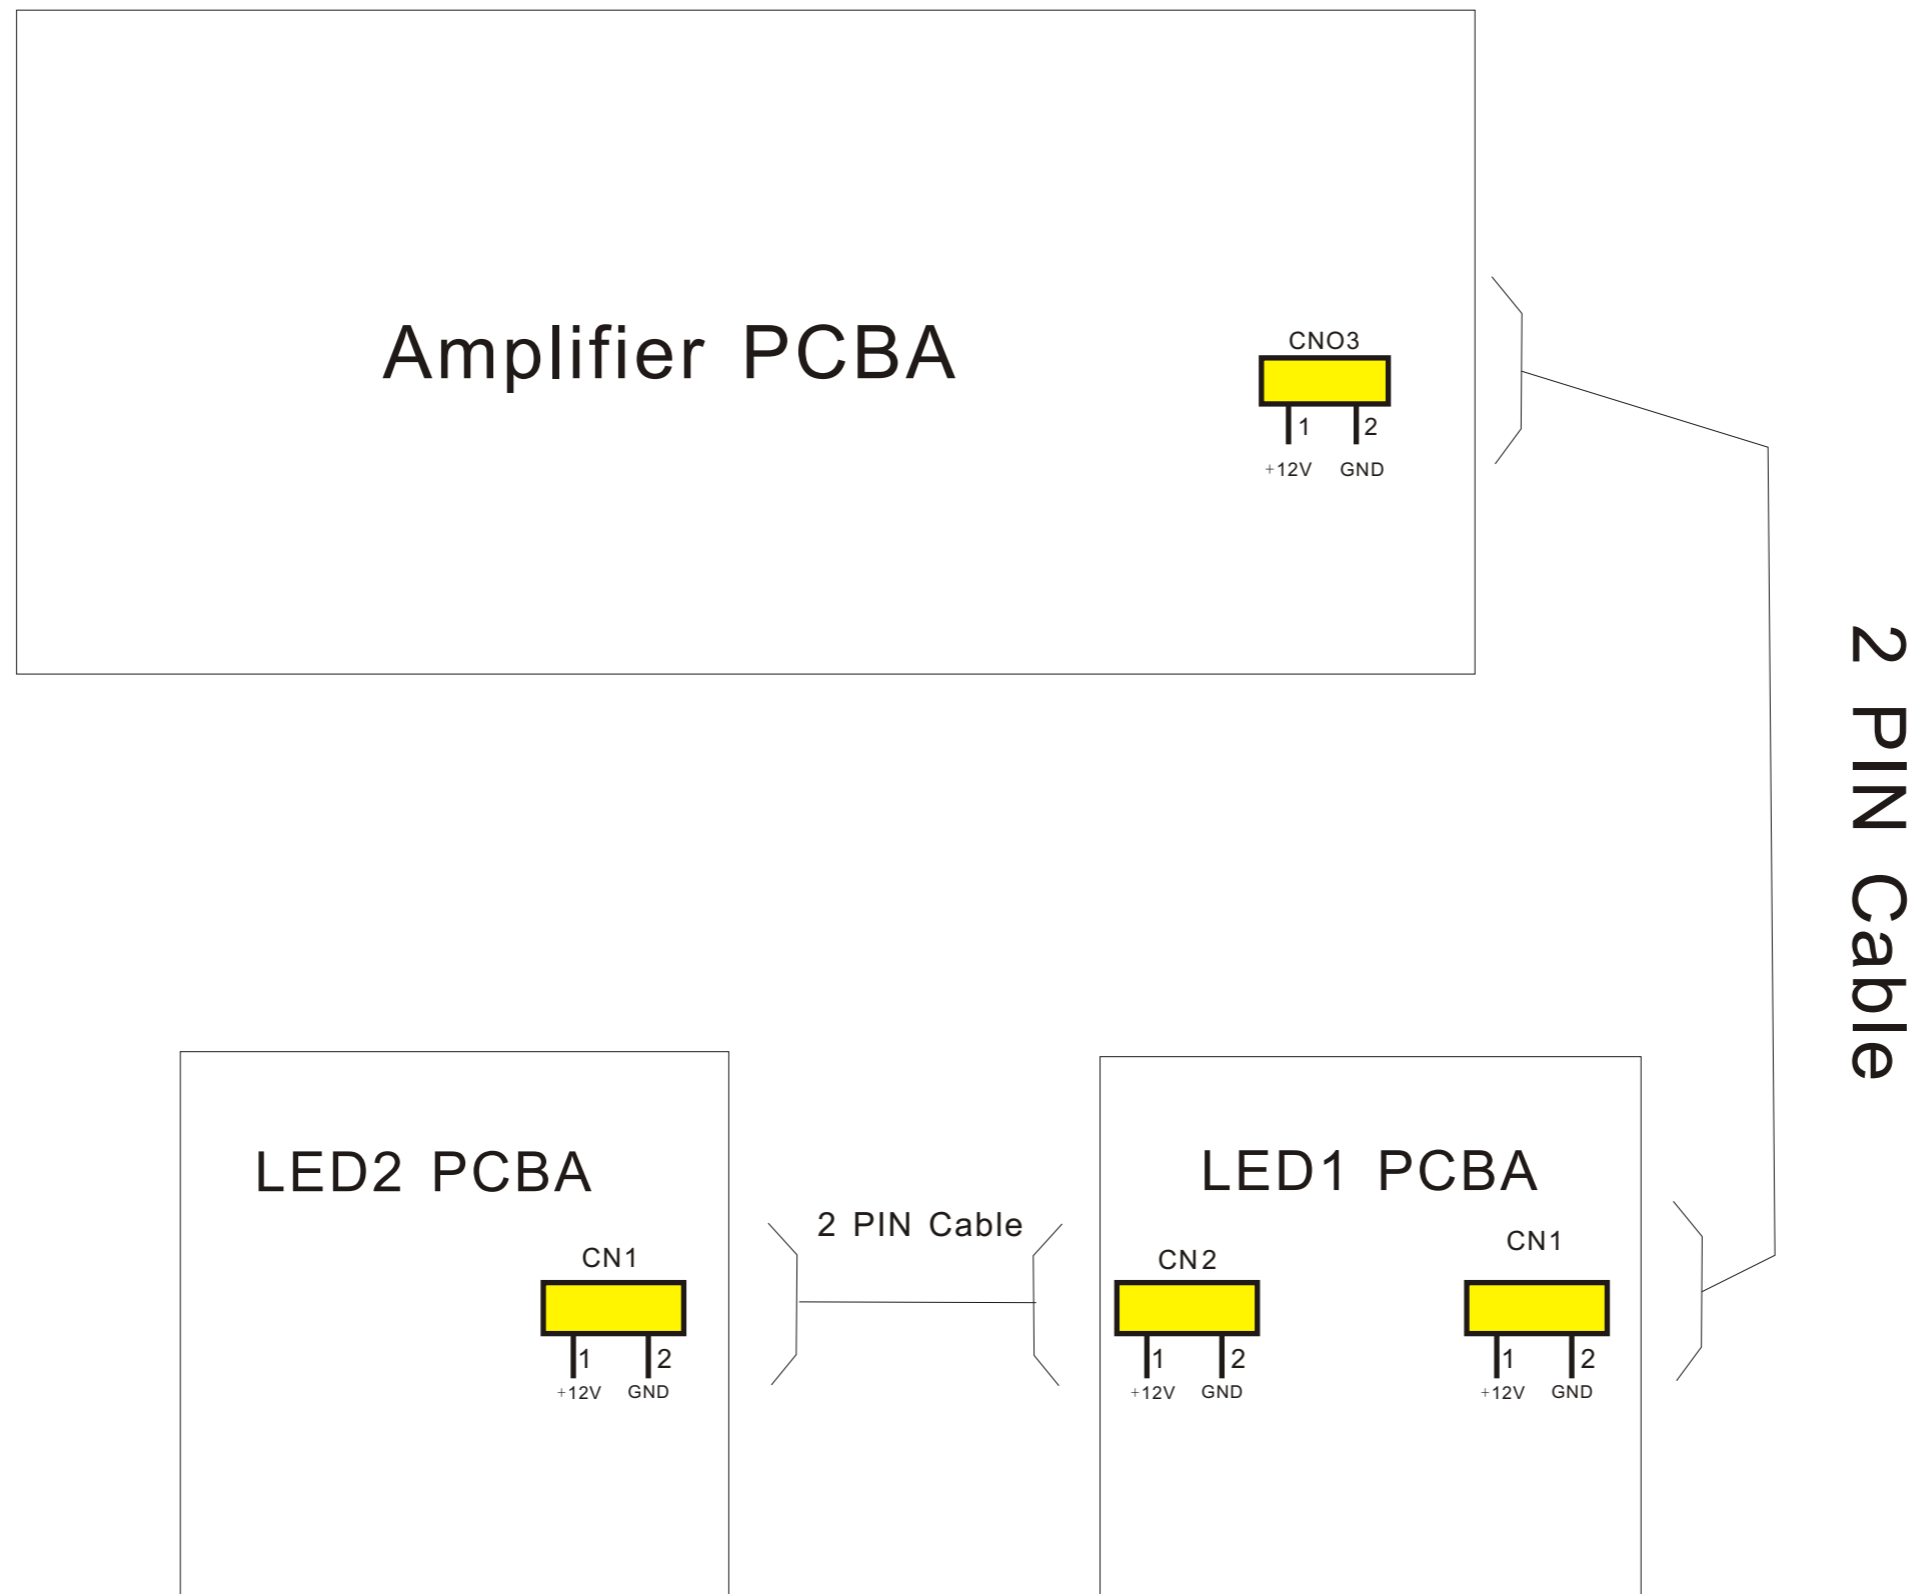 Amplifier PCBA
CNO3
1 2
+12V GND
2 PIN Cable
LED2 PCBA
CN1
1 2
+12V GND
2 PIN Cable
LED1 PCBA
CN2
1 2
+12V GND
CN1
1 2
+12V GND